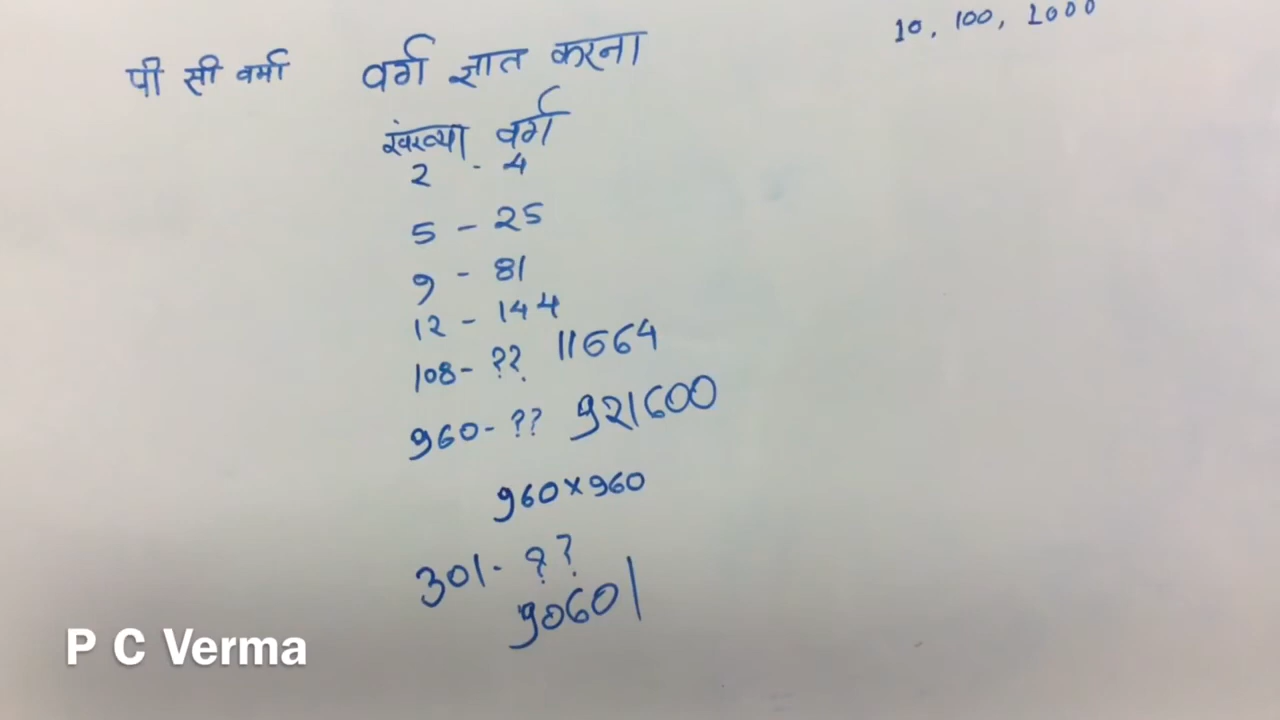 10, 100, 1000
पी सी वर्मा वर्ग ज्ञात करना
संख्या वर्ग
2 - 4
5 - 25
9 - 81
12 - 144
108 - ?? 11664
960 - ?? 921600
960 × 960
301 - ??
90601
P C Verma